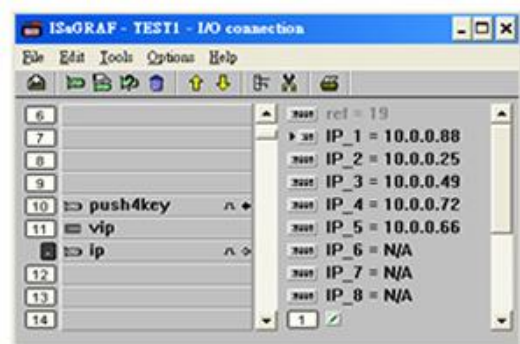 ISaGRAF - TEST1 - I/O connection
File Edit Tools Options Help
6
7
8
9
10 push4key
11 vip
ip
12
13
14
ref = 19
IP_1 = 10.0.0.88
IP_2 = 10.0.0.25
IP_3 = 10.0.0.49
IP_4 = 10.0.0.72
IP_5 = 10.0.0.66
IP_6 = N/A
IP_7 = N/A
IP_8 = N/A
1